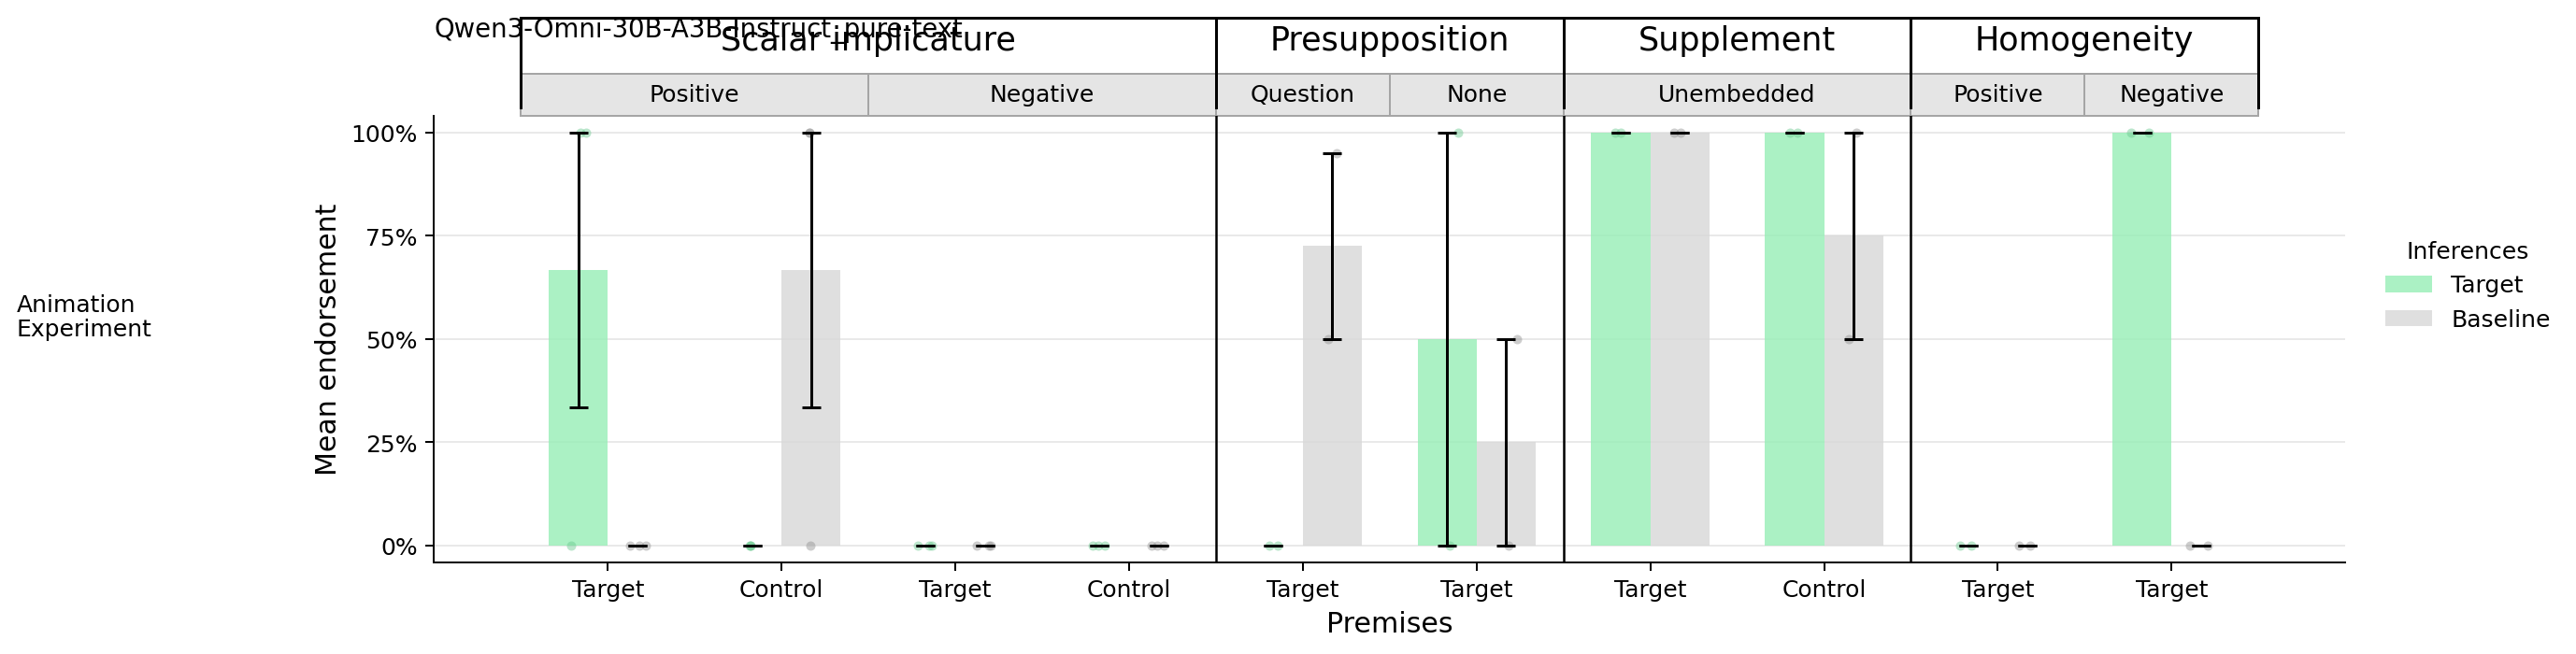 Qwen3-Omni-30B-A3B-Instruct_pure-text
Scalar implicature Presupposition Supplement Homogeneity
Positive Negative Question None Unembedded Positive Negative
100%
75%
50%
25%
0%
Mean endorsement
Animation
Experiment
Inferences
Target
Baseline
Target Control Target Control Target Target Target Control Target Target
Premises